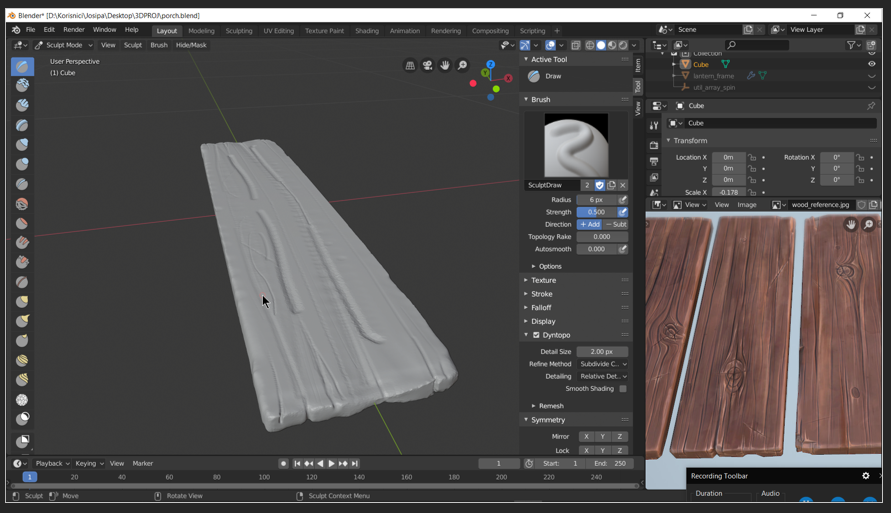 Blender* [D:\Korisnici\Josipa\Desktop\3DPROJ\porch.blend]
File Edit Render Window Help Layout Modeling Sculpting UV Editing Texture Paint Shading Animation Rendering Compositing Scripting + Scene View Layer
Sculpt Mode View Sculpt Brush Hide/Mask
User Perspective
(1) Cube
Active Tool
Draw
Brush
SculptDraw 2
Radius 6 px
Strength 0.500
Direction + Add − Subt
Topology Rake 0.000
Autosmooth 0.000
Options
Texture
Stroke
Falloff
Display
Dyntopo
Detail Size 2.00 px
Refine Method Subdivide C...
Detailing Relative Det...
Smooth Shading
Remesh
Symmetry
Mirror X Y Z
Lock X Y Z
Item
Tool
View
Z
Y
X
Collection
Cube
lantern_frame
util_array_spin
Cube
Cube
Transform
Location X 0m Rotation X 0°
Y 0m Y 0°
Z 0m Z 0°
Scale X -0.178
View View Image wood_reference.jpg
Playback Keying View Marker 1 Start: 1 End: 250
1 20 40 60 80 100 120 140 160 180 200 220 240
Sculpt Move Rotate View Sculpt Context Menu
Recording Toolbar
Duration Audio